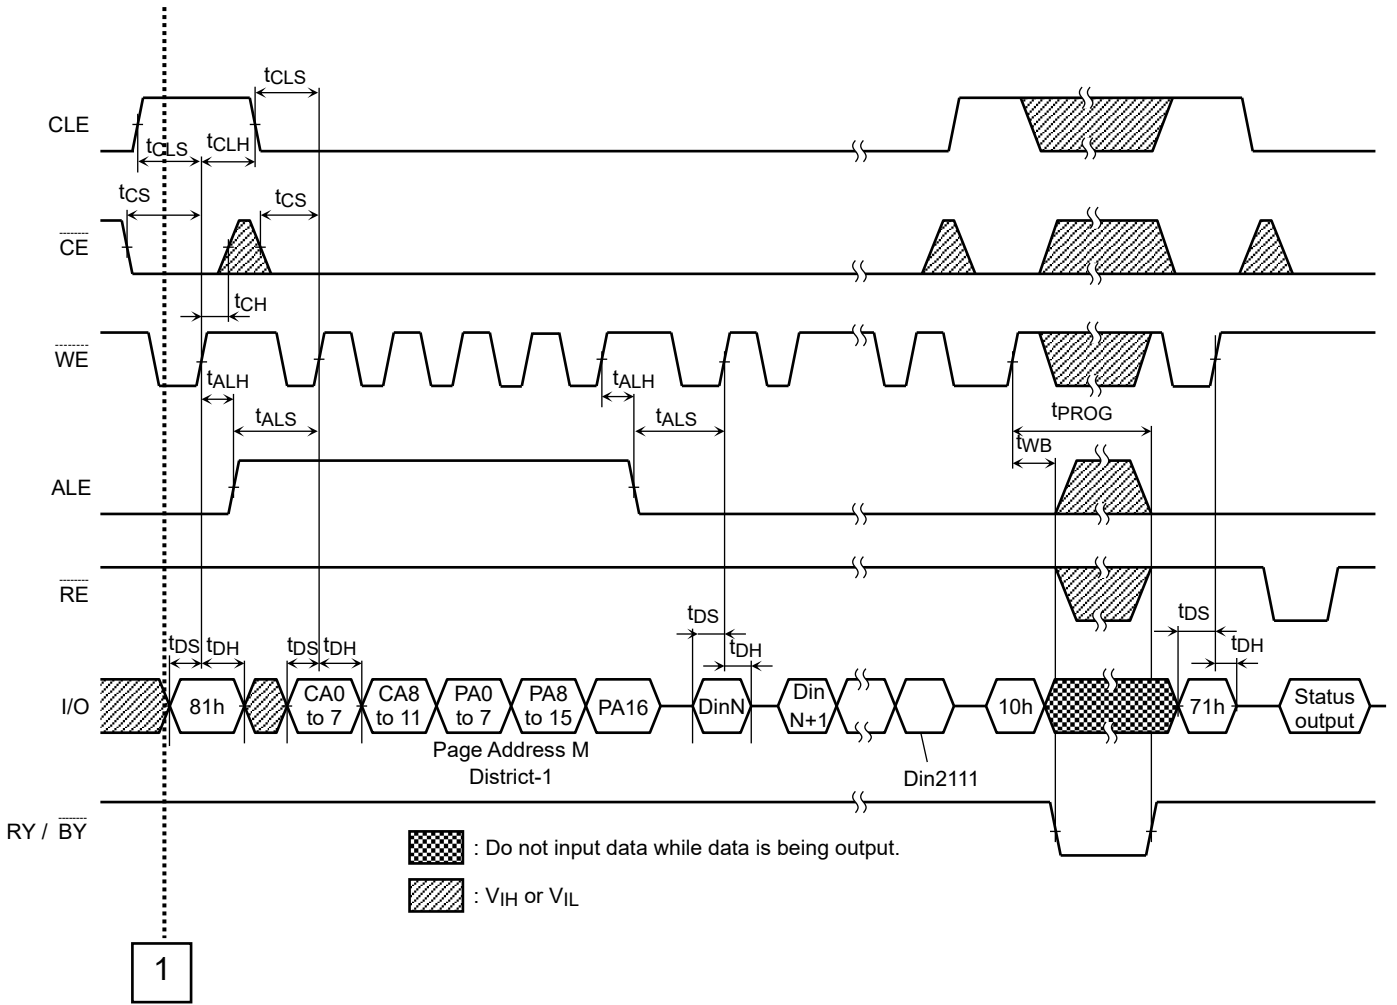 tCLS
CLE
tCLS
tCLH
tCS
tCS
CE
tCH
WE
tALH
tALH
tALS
tALS
tPROG
tWB
ALE
RE
tDS
tDS
tDS
tDH
tDS
tDH
tDH
tDH
I/O
81h
CA0 to 7
CA8 to 11
PA0 to 7
PA8 to 15
PA16
DinN
Din N+1
10h
71h
Status output
Page Address M
District-1
Din2111
RY / BY
: Do not input data while data is being output.
: VIH or VIL
1